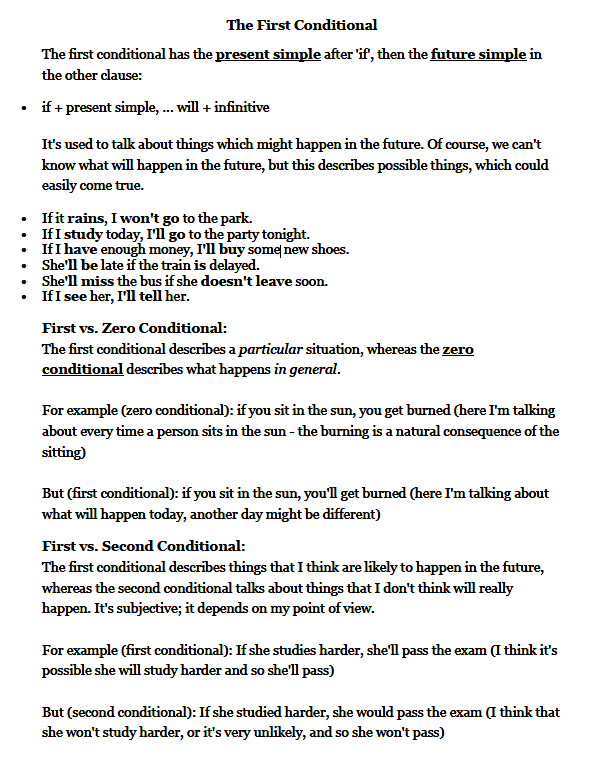 The First Conditional
The first conditional has the present simple after 'if', then the future simple in
the other clause:
• if + present simple, ... will + infinitive
It's used to talk about things which might happen in the future. Of course, we can't
know what will happen in the future, but this describes possible things, which could
easily come true.
• If it rains, I won't go to the park.
• If I study today, I'll go to the party tonight.
• If I have enough money, I'll buy some new shoes.
• She'll be late if the train is delayed.
• She'll miss the bus if she doesn't leave soon.
• If I see her, I'll tell her.
First vs. Zero Conditional:
The first conditional describes a particular situation, whereas the zero
conditional describes what happens in general.
For example (zero conditional): if you sit in the sun, you get burned (here I'm talking
about every time a person sits in the sun - the burning is a natural consequence of the
sitting)
But (first conditional): if you sit in the sun, you'll get burned (here I'm talking about
what will happen today, another day might be different)
First vs. Second Conditional:
The first conditional describes things that I think are likely to happen in the future,
whereas the second conditional talks about things that I don't think will really
happen. It's subjective; it depends on my point of view.
For example (first conditional): If she studies harder, she'll pass the exam (I think it's
possible she will study harder and so she'll pass)
But (second conditional): If she studied harder, she would pass the exam (I think that
she won't study harder, or it's very unlikely, and so she won't pass)